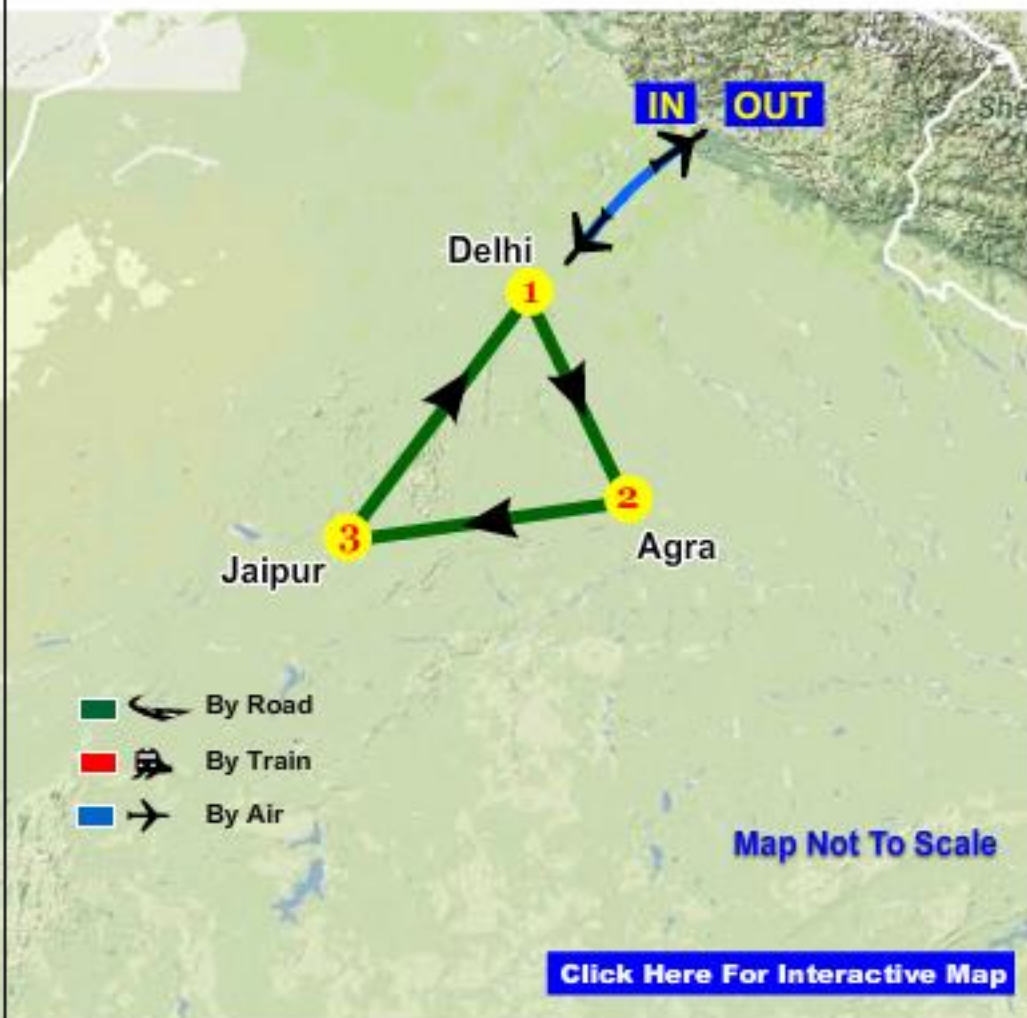 IN OUT
She
Delhi
1
2
Agra
3
Jaipur
By Road
By Train
By Air
Map Not To Scale
Click Here For Interactive Map